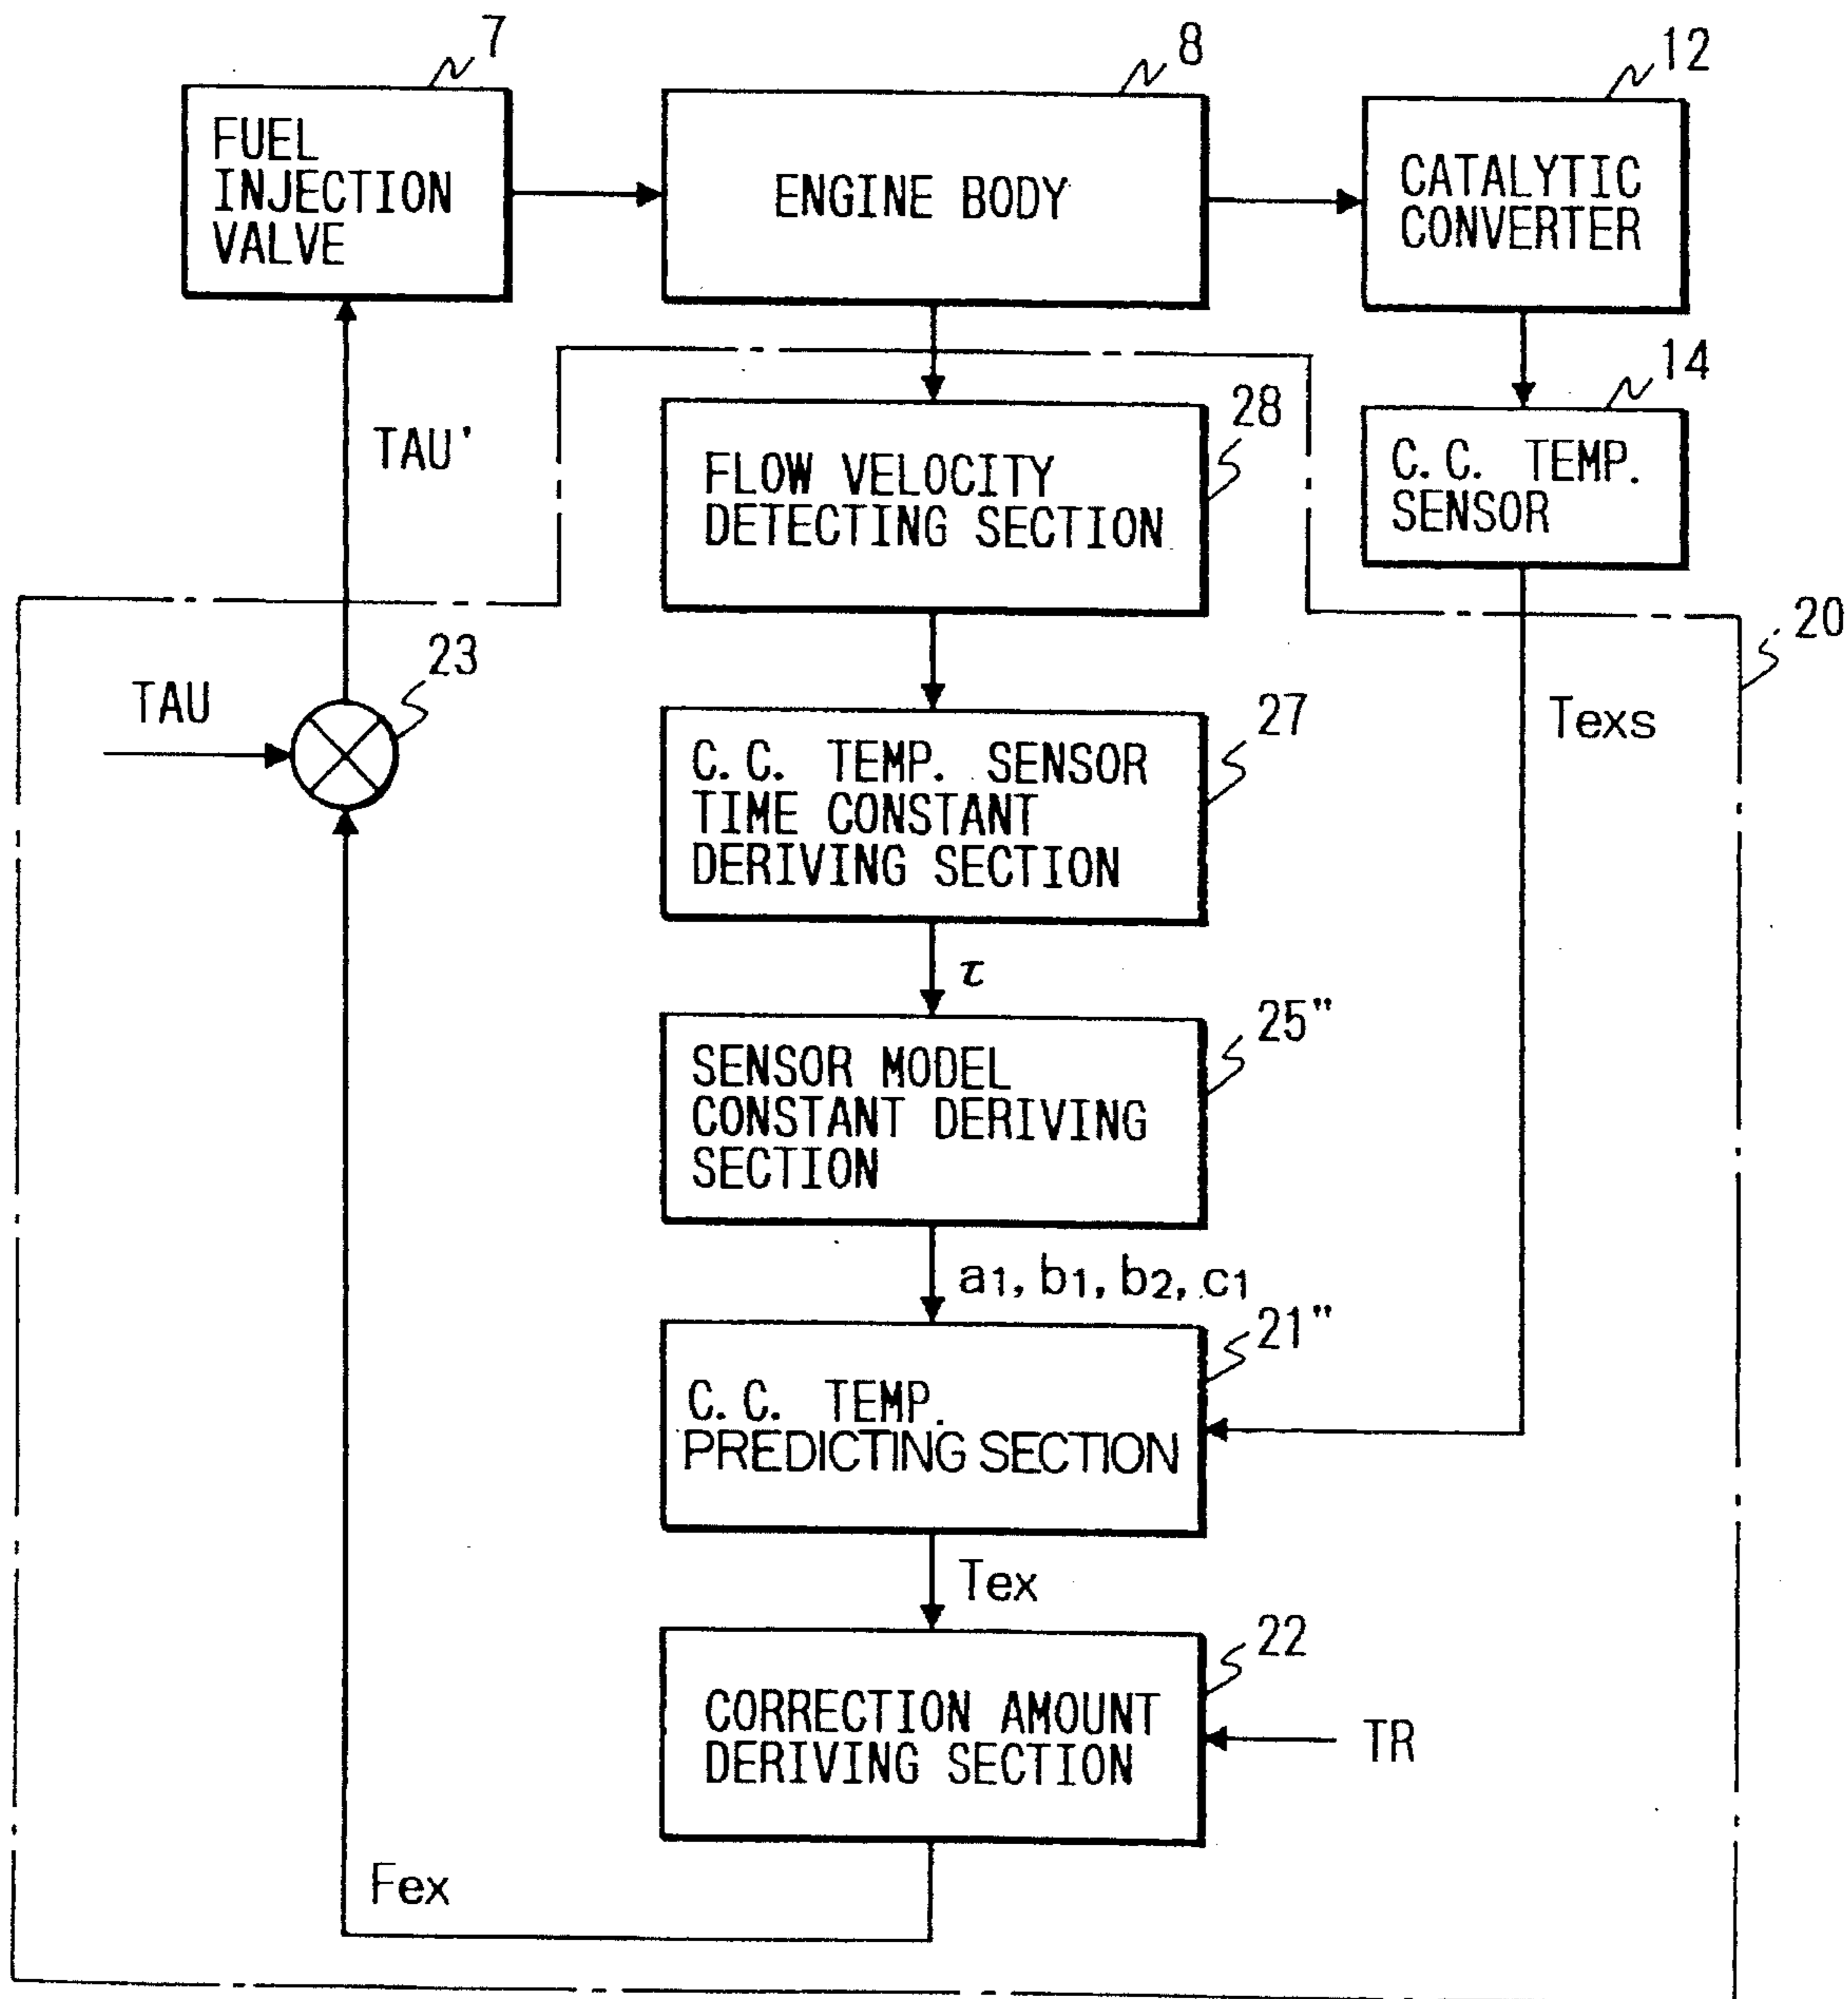 7
8
12
FUEL
INJECTION
VALVE
ENGINE BODY
CATALYTIC
CONVERTER
14
TAU'
28
FLOW VELOCITY
DETECTING SECTION
C. C. TEMP.
SENSOR
20
23
TAU
27
Texs
C. C. TEMP. SENSOR
TIME CONSTANT
DERIVING SECTION
τ
25"
SENSOR MODEL
CONSTANT DERIVING
SECTION
a1, b1, b2, c1
21"
C. C. TEMP.
PREDICTING SECTION
Tex
22
CORRECTION AMOUNT
DERIVING SECTION
TR
Fex